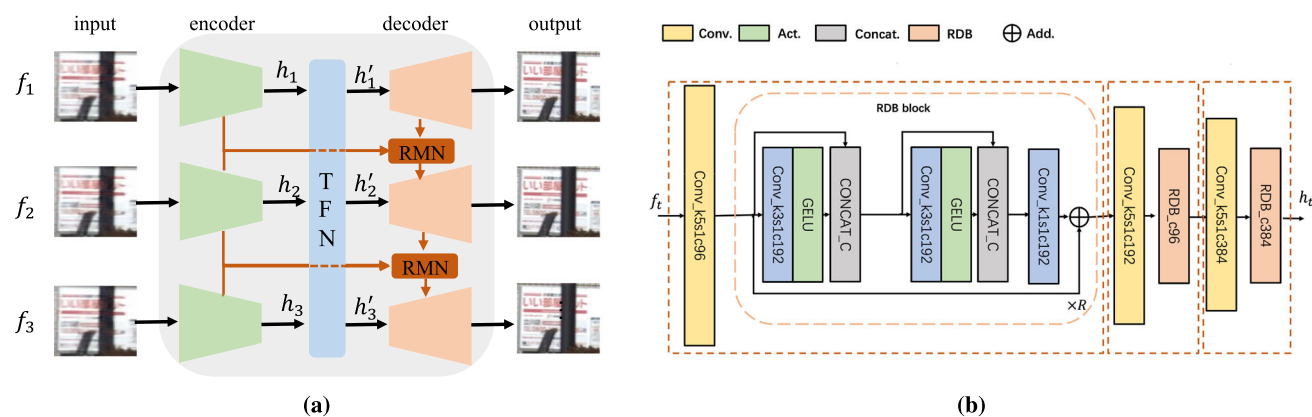 input encoder decoder output
f₁ h₁ h′₁
RMN
f₂ h₂ T F N h′₂
RMN
f₃ h₃ h′₃
(a)
Conv. Act. Concat. RDB Add.
RDB block
fₜ Conv_k5s1c96 Conv_k3s1c192 GELU CONCAT_C Conv_k3s1c192 GELU CONCAT_C Conv_k1s1c192 Conv_k5s1c192 RDB_c96 Conv_k5s1c384 RDB_c384 hₜ
×R
(b)